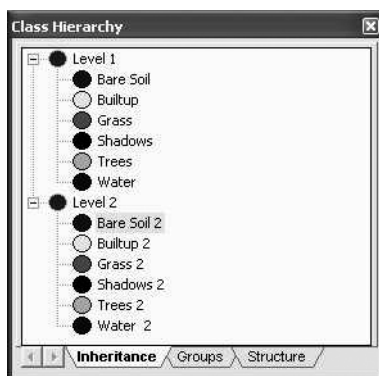 Class Hierarchy
Level 1
Bare Soil
Builtup
Grass
Shadows
Trees
Water
Level 2
Bare Soil 2
Builtup 2
Grass 2
Shadows 2
Trees 2
Water 2
Inheritance Groups Structure